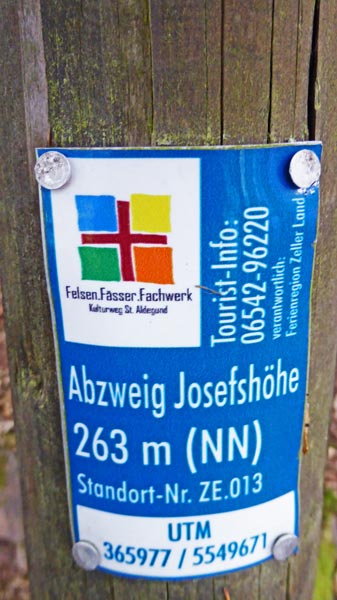 Felsen.Fässer.Fachwerk
Kulturweg St. Aldegund
Tourist-Info:
06542-96220
verantwortlich:
Ferienregion Zeller Land
Abzweig Josefshöhe
263 m (NN)
Standort-Nr. ZE.013
UTM
365977 / 5549671